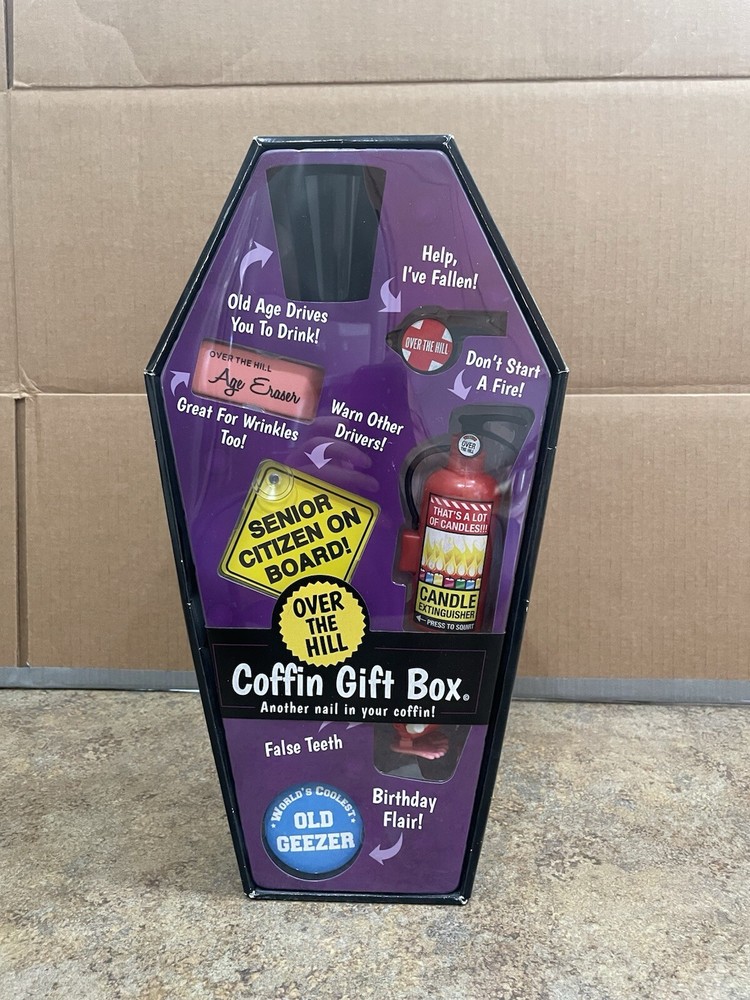 Help,
I've Fallen!
Old Age Drives
You To Drink!
OVER THE HILL
Don't Start
A Fire!
OVER THE HILL
Age Eraser
Great For Wrinkles
Too!
Warn Other
Drivers!
OVER
THE HILL
SENIOR
CITIZEN ON
BOARD!
THAT'S A LOT
OF CANDLES!!!
CANDLE
EXTINGUISHER
PRESS TO SQUIRT
OVER
THE
HILL
Coffin Gift Box®
Another nail in your coffin!
False Teeth
Birthday
Flair!
WORLD'S COOLEST
OLD
GEEZER